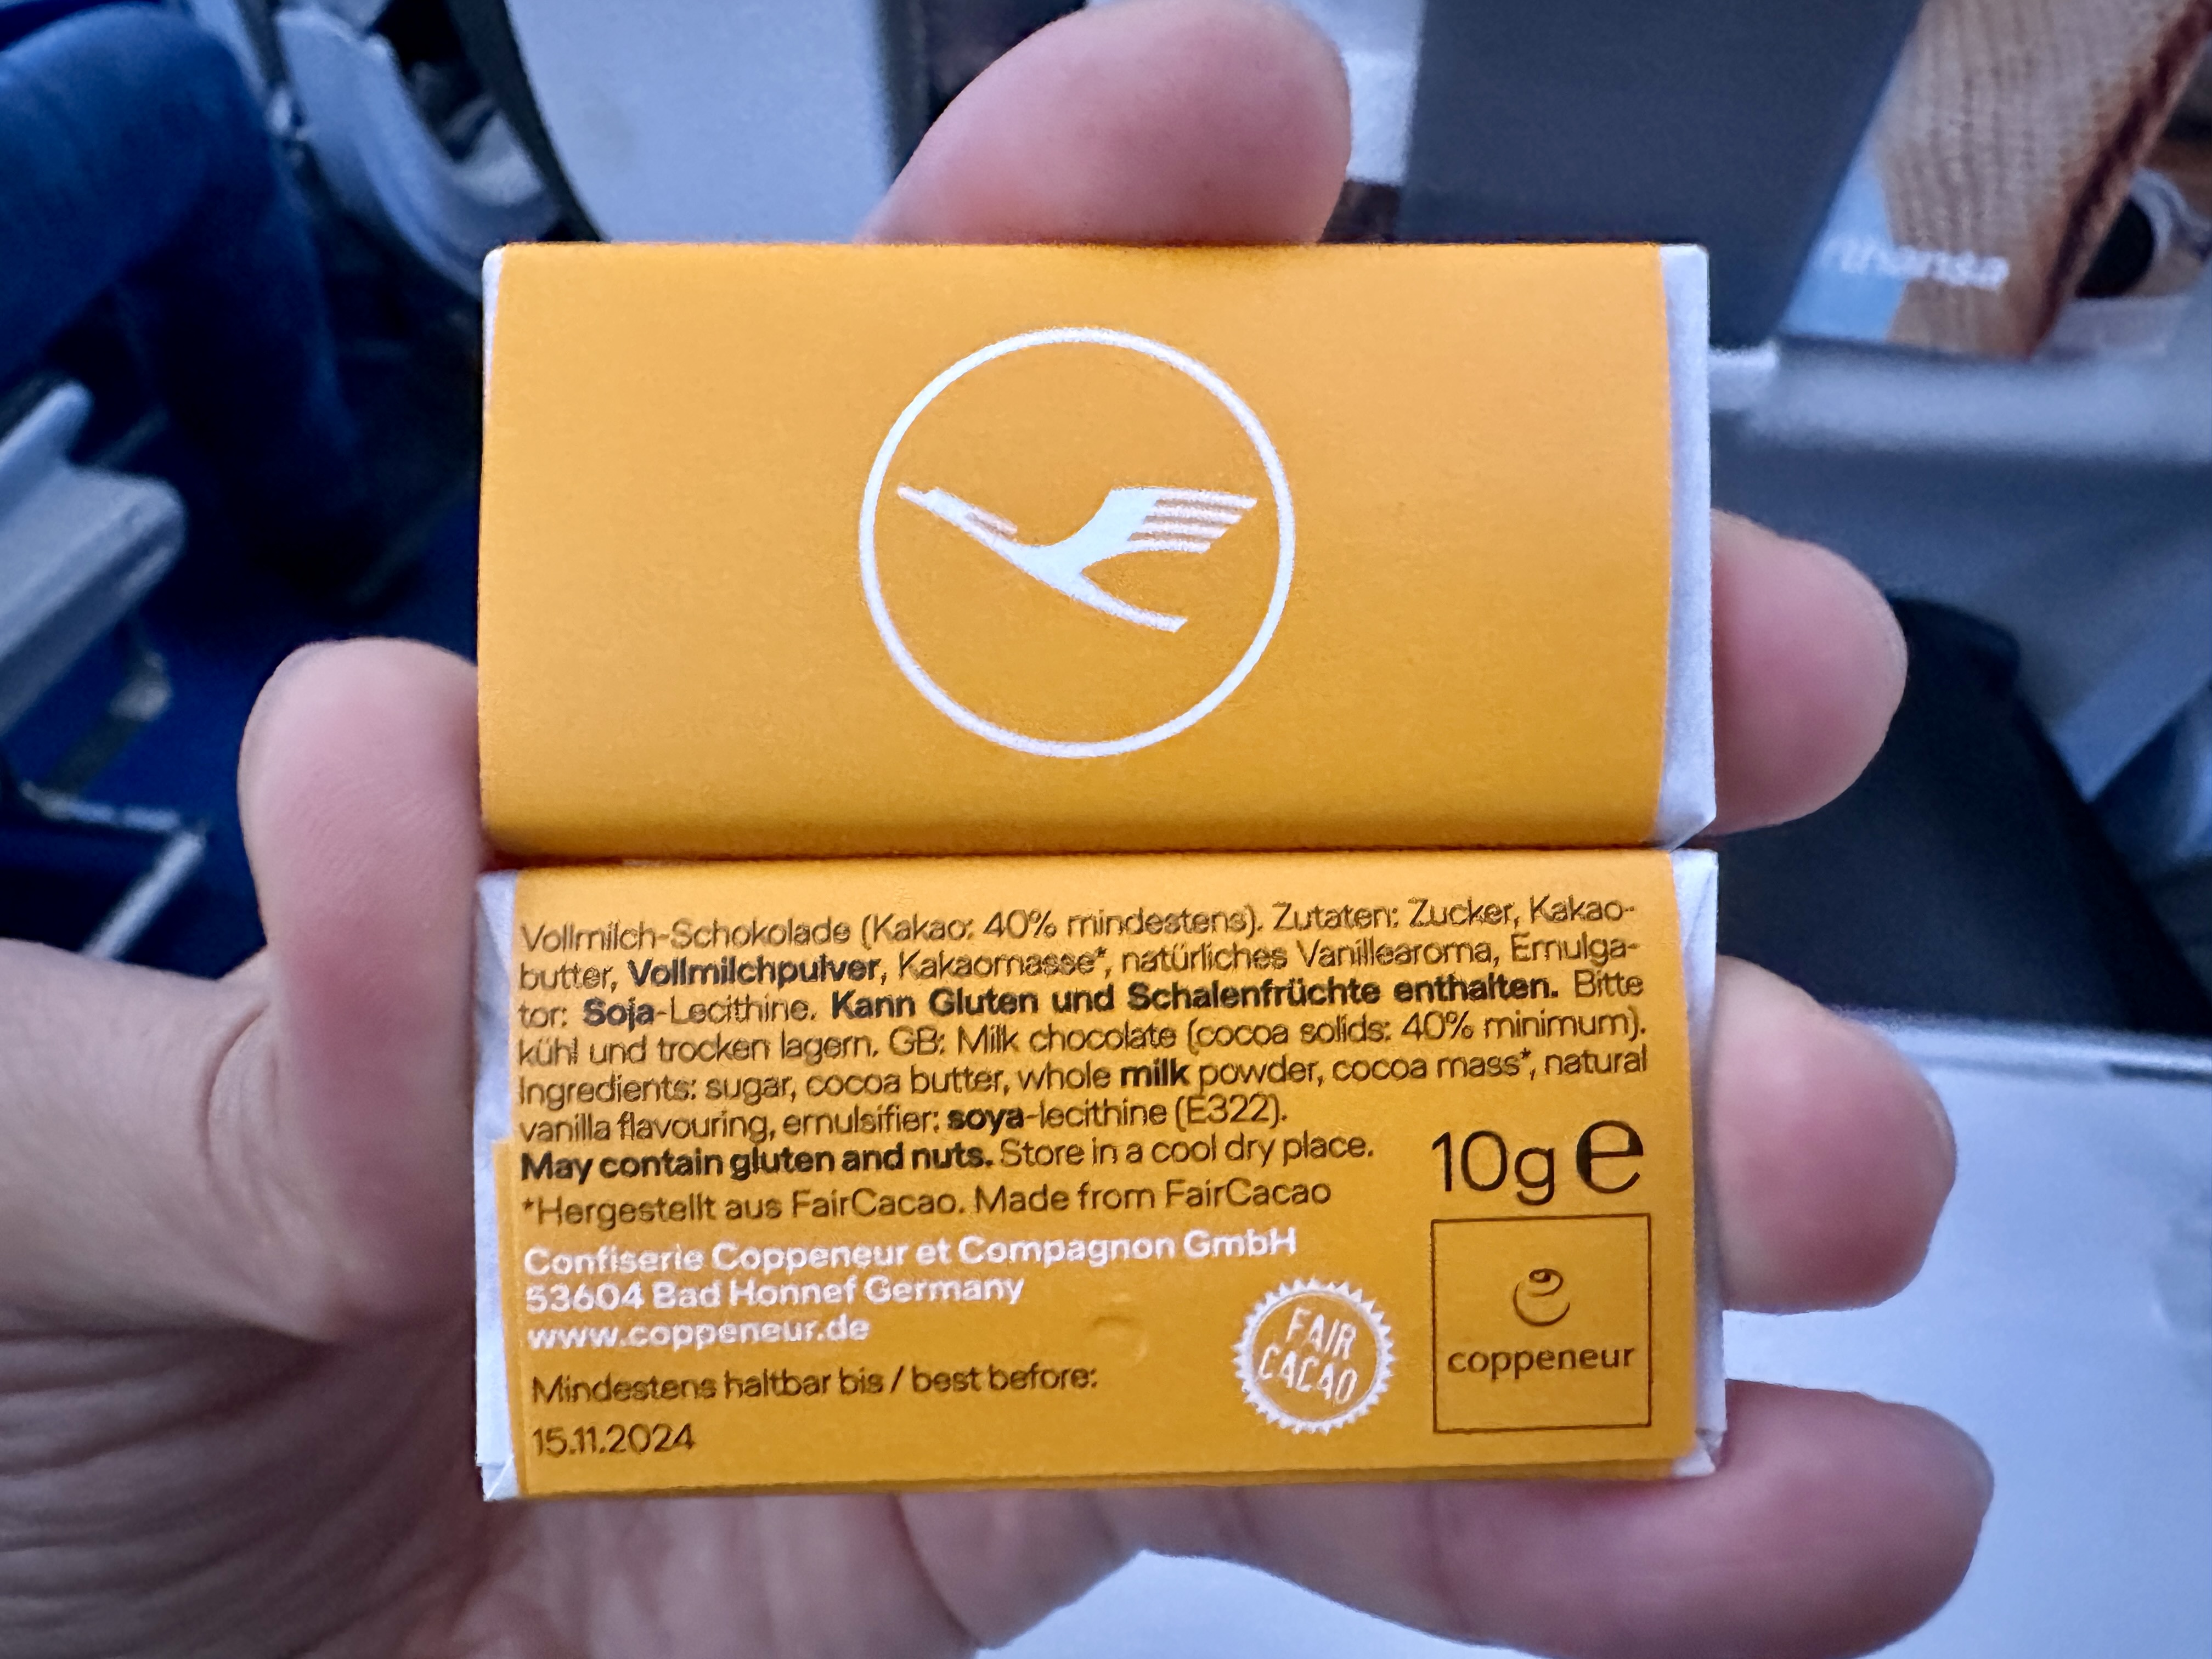 thansa
Vollmilch-Schokolade (Kakao: 40% mindestens). Zutaten: Zucker, Kakao-
butter, Vollmilchpulver, Kakaomasse*, natürliches Vanillearoma, Emulga-
tor: Soja-Lecithine. Kann Gluten und Schalenfrüchte enthalten. Bitte
kühl und trocken lagern. GB: Milk chocolate (cocoa solids: 40% minimum).
Ingredients: sugar, cocoa butter, whole milk powder, cocoa mass*, natural
vanilla flavouring, emulsifier: soya-lecithine (E322).
May contain gluten and nuts. Store in a cool dry place.
*Hergestellt aus FairCacao. Made from FairCacao
10g e
Confiserie Coppeneur et Compagnon GmbH
53604 Bad Honnef Germany
www.coppeneur.de
Mindestens haltbar bis / best before:
15.11.2024
FAIR
CACAO
coppeneur